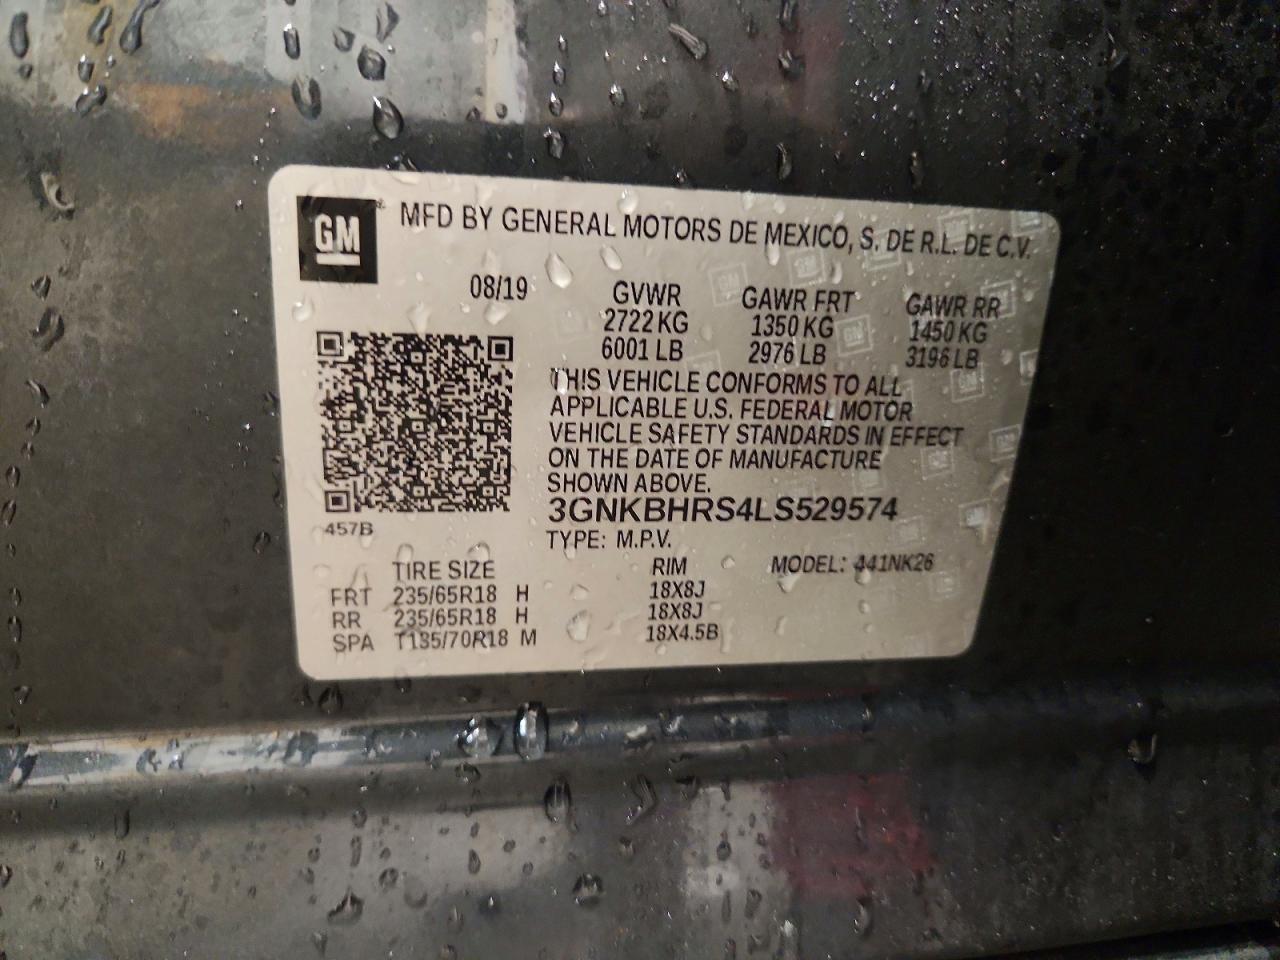 GM
MFD BY GENERAL MOTORS DE MEXICO, S. DE R.L. DE C.V.
08/19 GVWR GAWR FRT GAWR RR
2722 KG 1350 KG 1450 KG
6001 LB 2976 LB 3196 LB
THIS VEHICLE CONFORMS TO ALL
APPLICABLE U.S. FEDERAL MOTOR
VEHICLE SAFETY STANDARDS IN EFFECT
ON THE DATE OF MANUFACTURE
SHOWN ABOVE.
3GNKBHRS4LS529574
457B
TYPE: M.P.V.
TIRE SIZE RIM MODEL: 441NK26
FRT 235/65R18 H 18X8J
RR 235/65R18 H 18X8J
SPA T135/70R18 M 18X4.5B